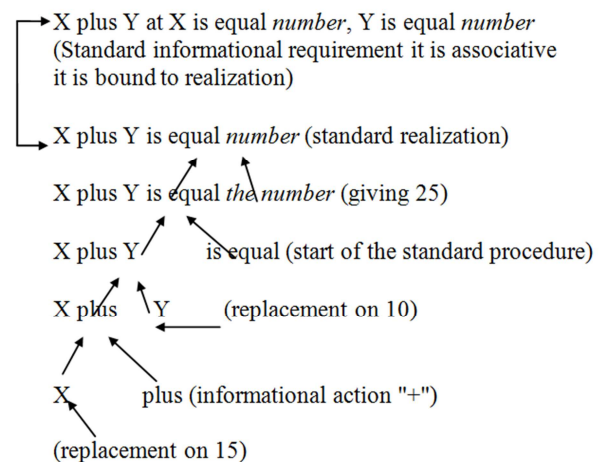 X plus Y at X is equal number, Y is equal number
(Standard informational requirement it is associative
it is bound to realization)
X plus Y is equal number (standard realization)
X plus Y is equal the number (giving 25)
X plus Y is equal (start of the standard procedure)
X plus Y (replacement on 10)
X plus (informational action "+")
(replacement on 15)